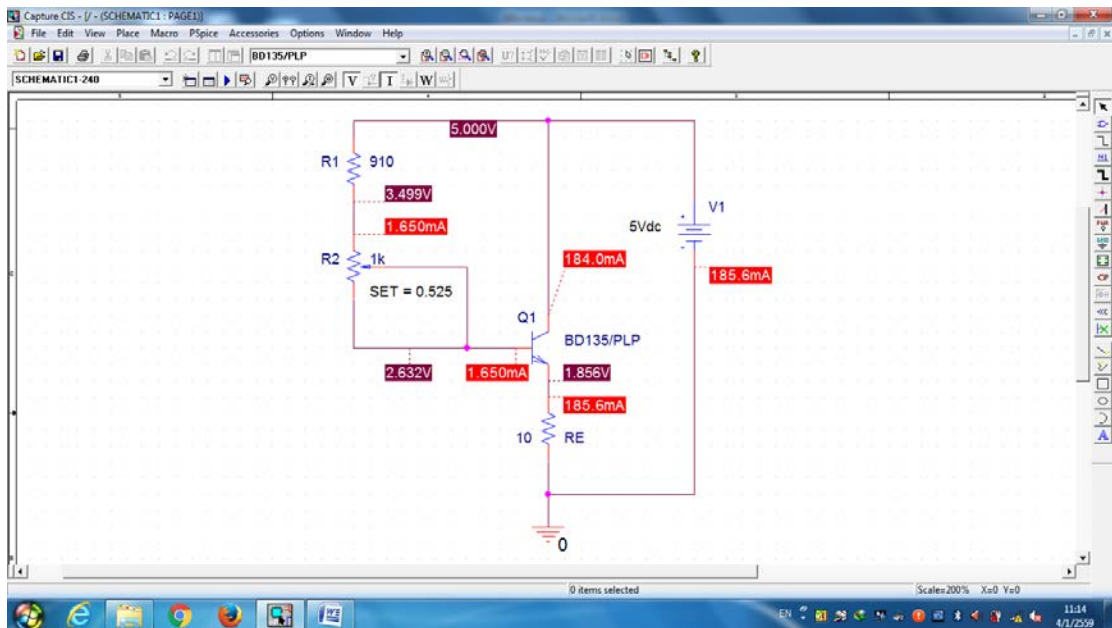 Capture CIS - [/ - (SCHEMATIC1 : PAGE1)]
File Edit View Place Macro PSpice Accessories Options Window Help
BD135/PLP
SCHEMATIC1-240
V I W
5.000V
R1 910
3.499V
1.650mA
R2 1k
SET = 0.525
V1
5Vdc
184.0mA
185.6mA
Q1
BD135/PLP
2.632V
1.650mA
1.856V
185.6mA
10 RE
0
0 items selected
Scale=200% X=0 Y=0
EN
11:14
4/1/2559